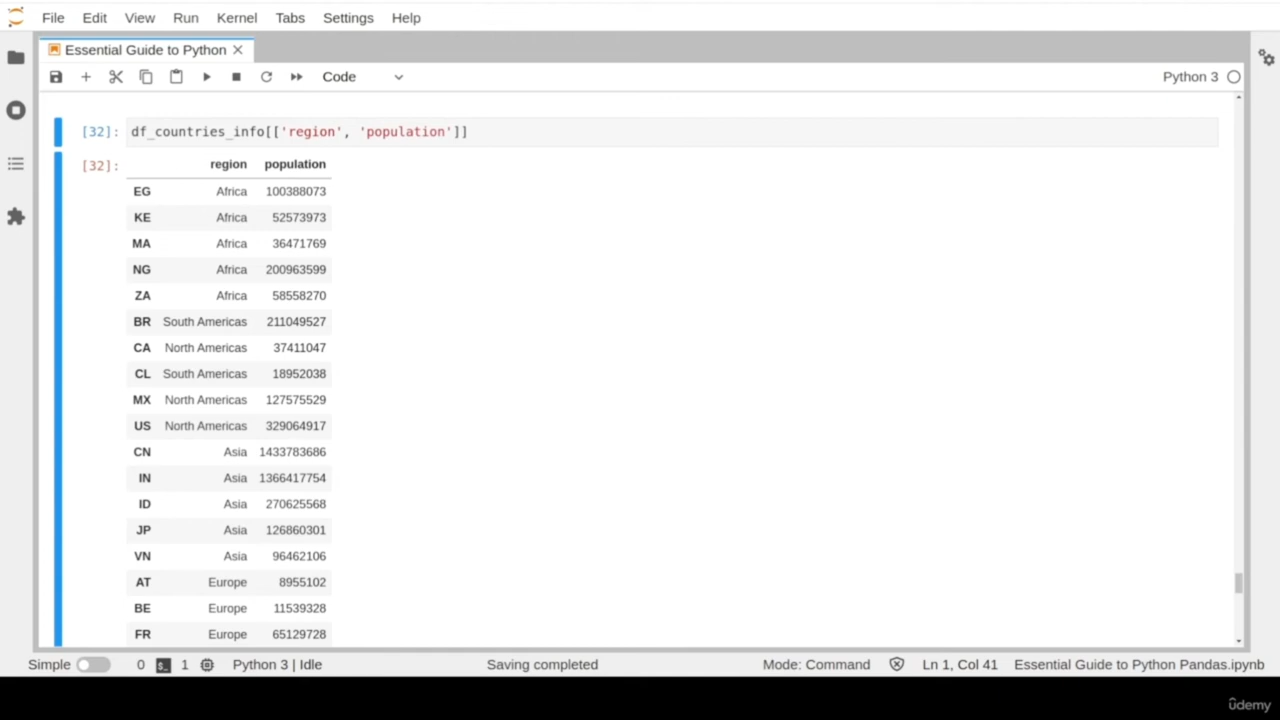 File Edit View Run Kernel Tabs Settings Help
Essential Guide to Python
Code
Python 3
[32]: df_countries_info[['region', 'population']]
[32]: region population
EG Africa 100388073
KE Africa 52573973
MA Africa 36471769
NG Africa 200963599
ZA Africa 58558270
BR South Americas 211049527
CA North Americas 37411047
CL South Americas 18952038
MX North Americas 127575529
US North Americas 329064917
CN Asia 1433783686
IN Asia 1366417754
ID Asia 270625568
JP Asia 126860301
VN Asia 96462106
AT Europe 8955102
BE Europe 11539328
FR Europe 65129728
Simple 0 $_ 1 Python 3 | Idle Saving completed Mode: Command Ln 1, Col 41 Essential Guide to Python Pandas.ipynb
ûdemy